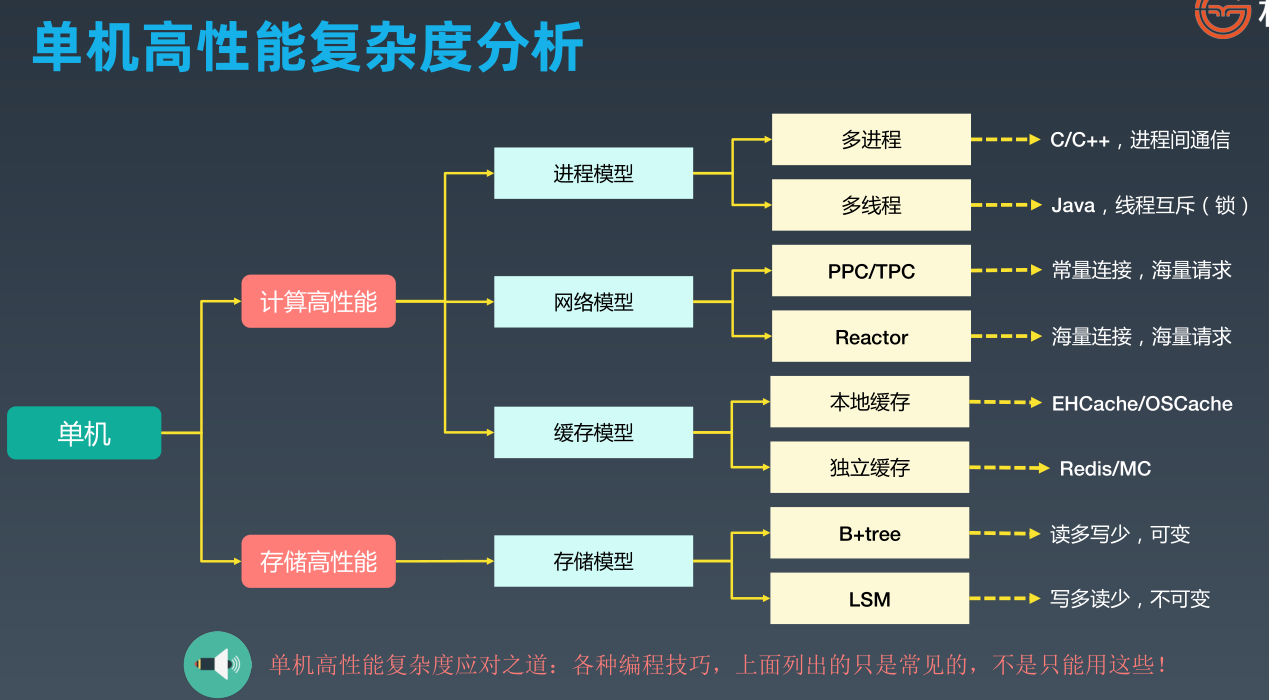 单机高性能复杂度分析
多进程
C/C++，进程间通信
进程模型
多线程
Java，线程互斥（锁）
PPC/TPC
常量连接，海量请求
计算高性能
网络模型
Reactor
海量连接，海量请求
本地缓存
EHCache/OSCache
单机
缓存模型
独立缓存
Redis/MC
B+tree
读多写少，可变
存储高性能
存储模型
LSM
写多读少，不可变
单机高性能复杂度应对之道：各种编程技巧，上面列出的只是常见的，不是只能用这些！